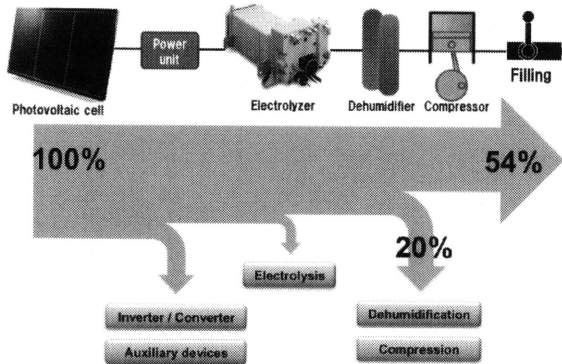 Power
unit
Filling
Photovoltaic cell
Electrolyzer
Dehumidifier
Compressor
100%
54%
20%
Electrolysis
Inverter / Converter
Dehumidification
Auxiliary devices
Compression